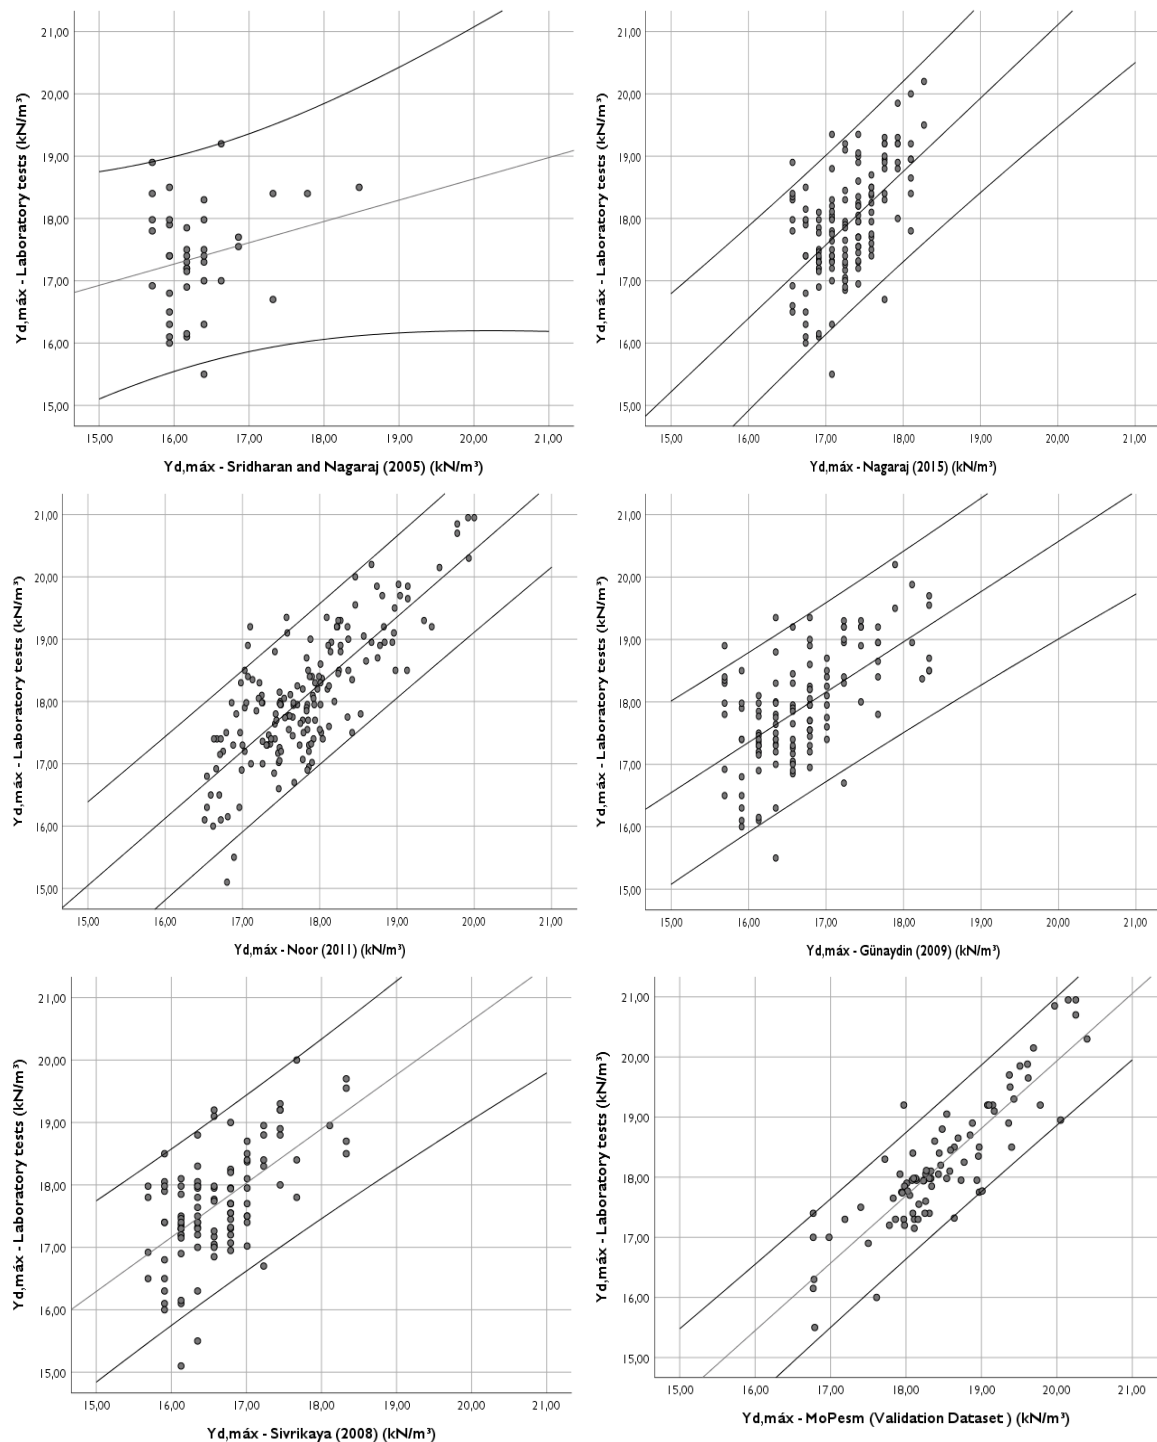 21,00
20,00
19,00
18,00
17,00
16,00
15,00
Yd,máx - Laboratory tests (kN/m³)
15,00 16,00 17,00 18,00 19,00 20,00 21,00
Yd,máx - Sridharan and Nagaraj (2005) (kN/m³)
21,00
20,00
19,00
18,00
17,00
16,00
15,00
Yd,máx - Laboratory tests (kN/m³)
15,00 16,00 17,00 18,00 19,00 20,00 21,00
Yd,máx - Nagaraj (2015) (kN/m³)
21,00
20,00
19,00
18,00
17,00
16,00
15,00
Yd,máx - Laboratory tests (kN/m³)
15,00 16,00 17,00 18,00 19,00 20,00 21,00
Yd,máx - Noor (2011) (kN/m³)
21,00
20,00
19,00
18,00
17,00
16,00
15,00
Yd,máx - Laboratory tests (kN/m³)
15,00 16,00 17,00 18,00 19,00 20,00 21,00
Yd,máx - Günaydin (2009) (kN/m³)
21,00
20,00
19,00
18,00
17,00
16,00
15,00
Yd,máx - Laboratory tests (kN/m³)
15,00 16,00 17,00 18,00 19,00 20,00 21,00
Yd,máx - Sivrikaya (2008) (kN/m³)
21,00
20,00
19,00
18,00
17,00
16,00
15,00
Yd,máx - Laboratory tests (kN/m³)
15,00 16,00 17,00 18,00 19,00 20,00 21,00
Yd,máx - MoPesm (Validation Dataset ) (kN/m³)